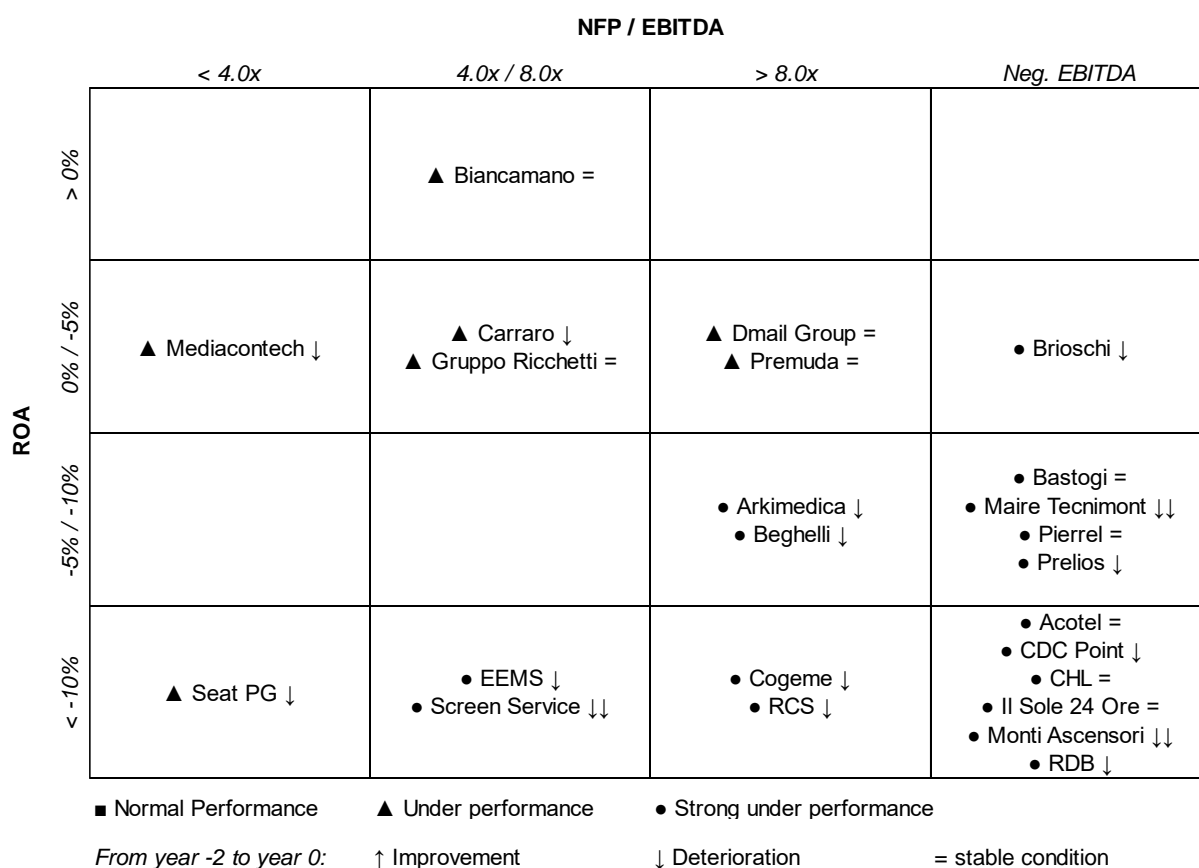 NFP / EBITDA
< 4.0x 4.0x / 8.0x > 8.0x Neg. EBITDA
ROA
> 0%
▲ Biancamano =
0% / -5%
▲ Mediacontech ↓
▲ Carraro ↓
▲ Gruppo Ricchetti =
▲ Dmail Group =
▲ Premuda =
● Brioschi ↓
-5% / -10%
● Arkimedica ↓
● Beghelli ↓
● Bastogi =
● Maire Tecnimont ↓↓
● Pierrel =
● Prelios ↓
< -10%
▲ Seat PG ↓
● EEMS ↓
● Screen Service ↓↓
● Cogeme ↓
● RCS ↓
● Acotel =
● CDC Point ↓
● CHL =
● Il Sole 24 Ore =
● Monti Ascensori ↓↓
● RDB ↓
■ Normal Performance ▲ Under performance ● Strong under performance
From year -2 to year 0: ↑ Improvement ↓ Deterioration = stable condition